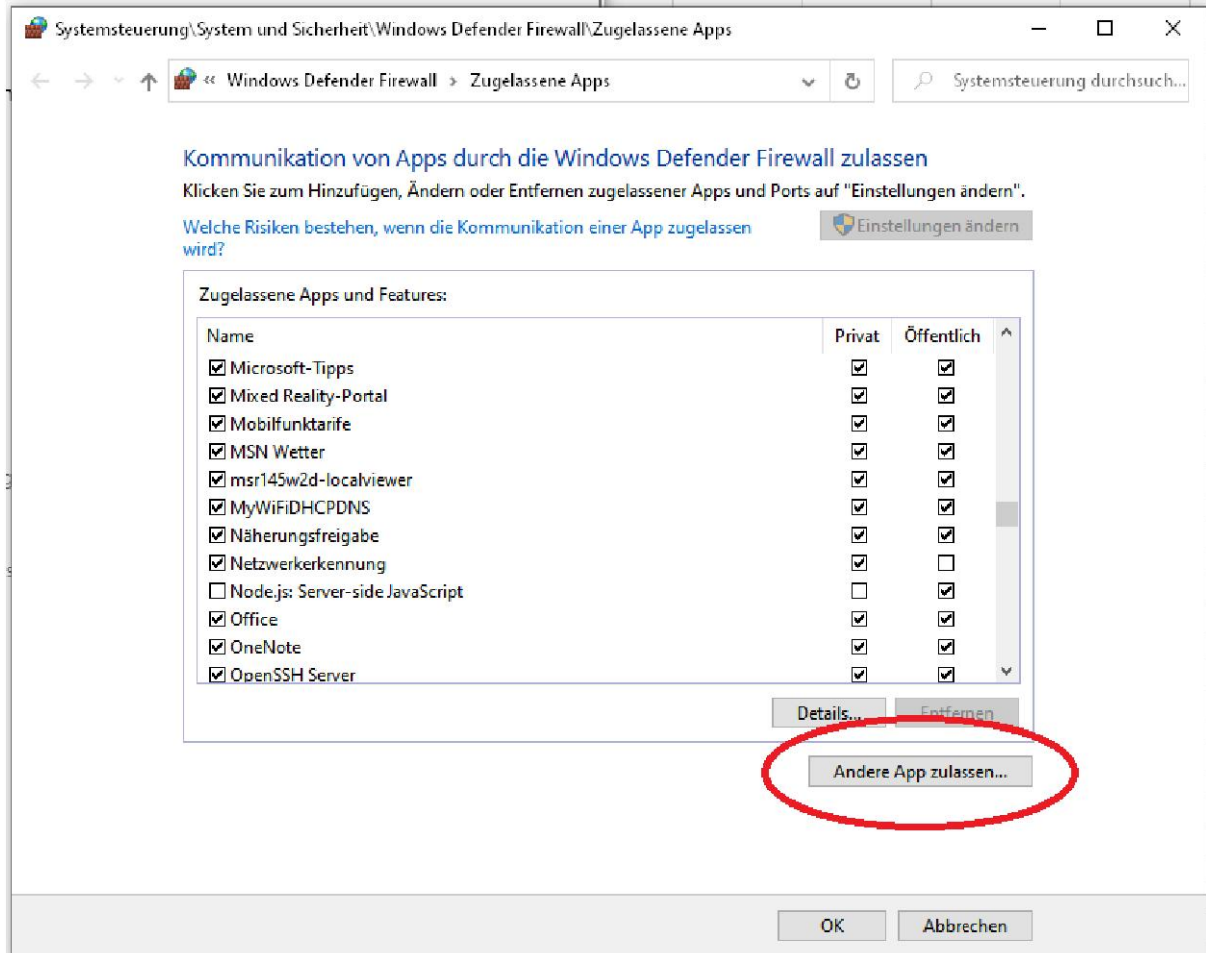 Systemsteuerung\System und Sicherheit\Windows Defender Firewall\Zugelassene Apps
« Windows Defender Firewall › Zugelassene Apps
Systemsteuerung durchsuch...
Kommunikation von Apps durch die Windows Defender Firewall zulassen
Klicken Sie zum Hinzufügen, Ändern oder Entfernen zugelassener Apps und Ports auf "Einstellungen ändern".
Welche Risiken bestehen, wenn die Kommunikation einer App zugelassen
wird?
Einstellungen ändern
Zugelassene Apps und Features:
Name Privat Öffentlich
Microsoft-Tipps
Mixed Reality-Portal
Mobilfunktarife
MSN Wetter
msr145w2d-localviewer
MyWiFiDHCPDNS
Näherungsfreigabe
Netzwerkerkennung
Node.js: Server-side JavaScript
Office
OneNote
OpenSSH Server
Details... Entfernen
Andere App zulassen...
OK Abbrechen